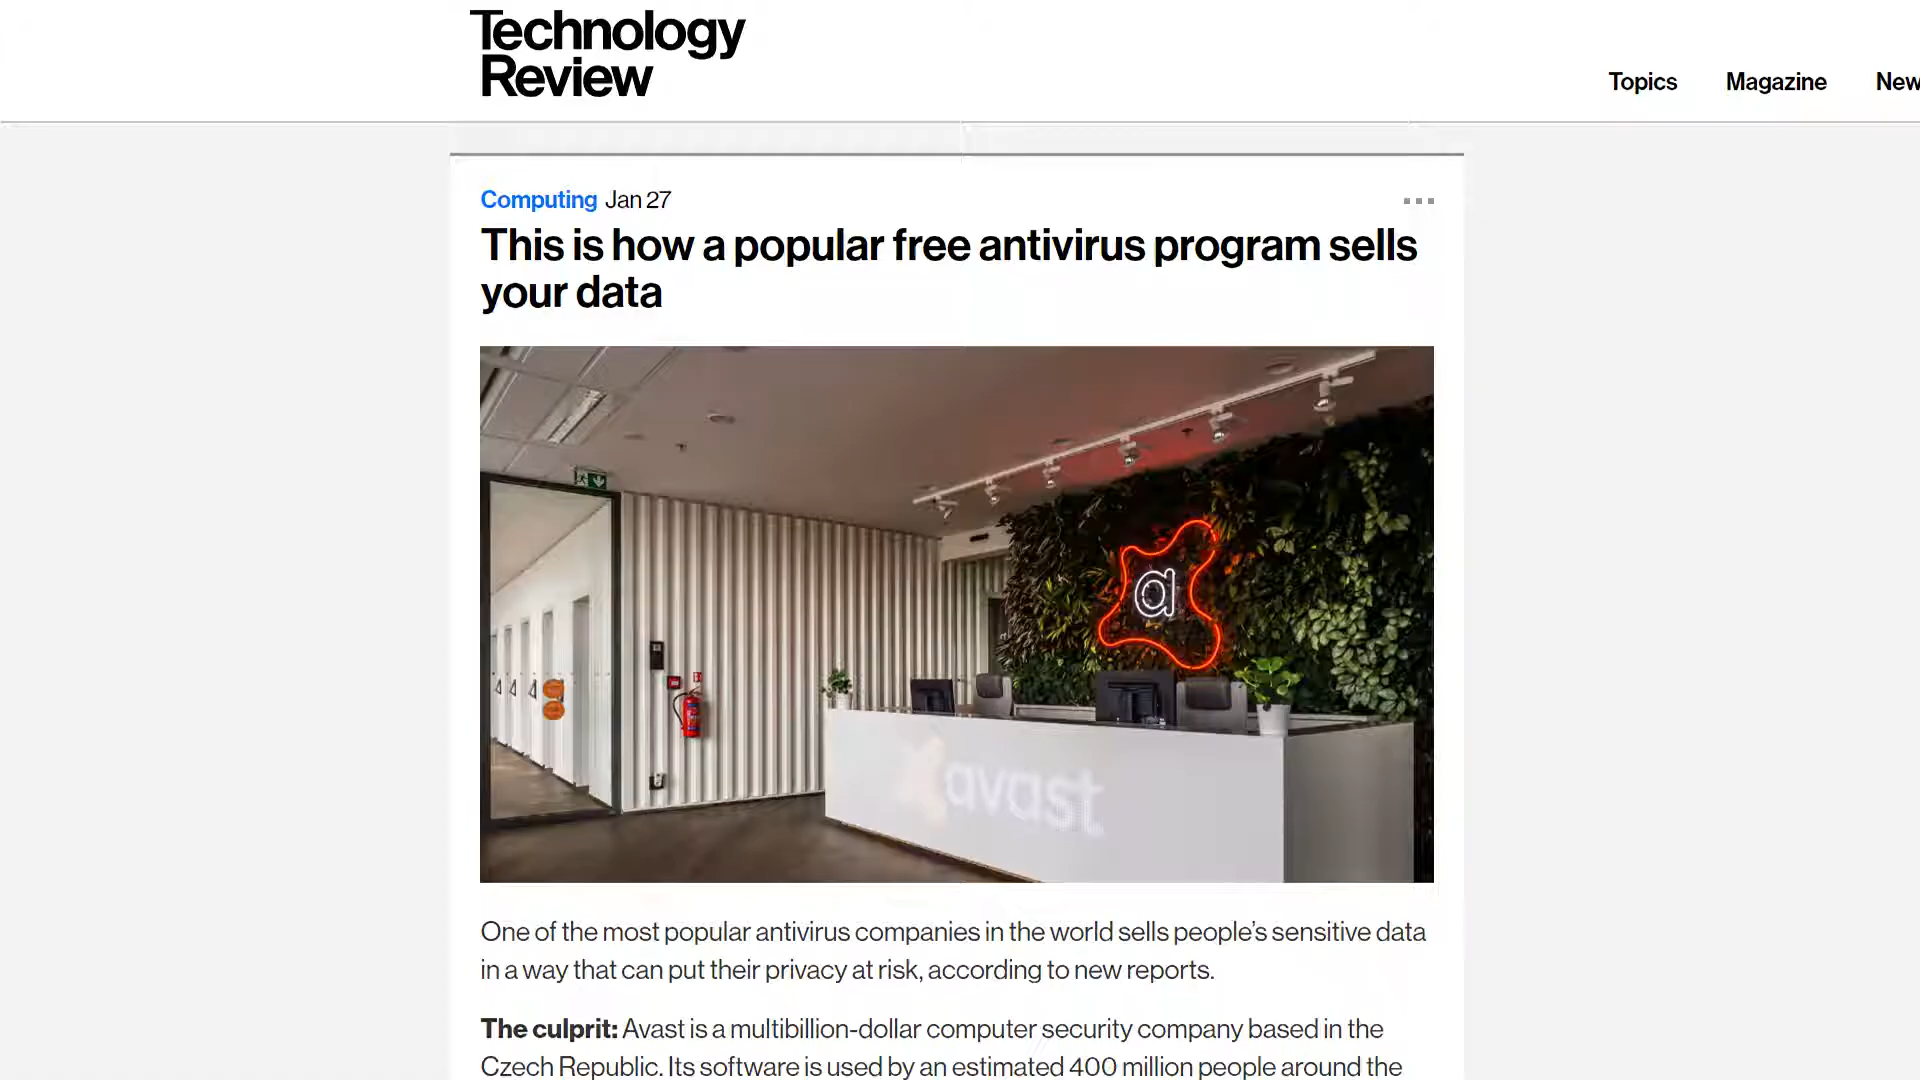 Technology
Review
Topics
Magazine
New
Computing Jan 27
This is how a popular free antivirus program sells
your data
a
avast
One of the most popular antivirus companies in the world sells people’s sensitive data
in a way that can put their privacy at risk, according to new reports.
The culprit: Avast is a multibillion-dollar computer security company based in the
Czech Republic. Its software is used by an estimated 400 million people around the